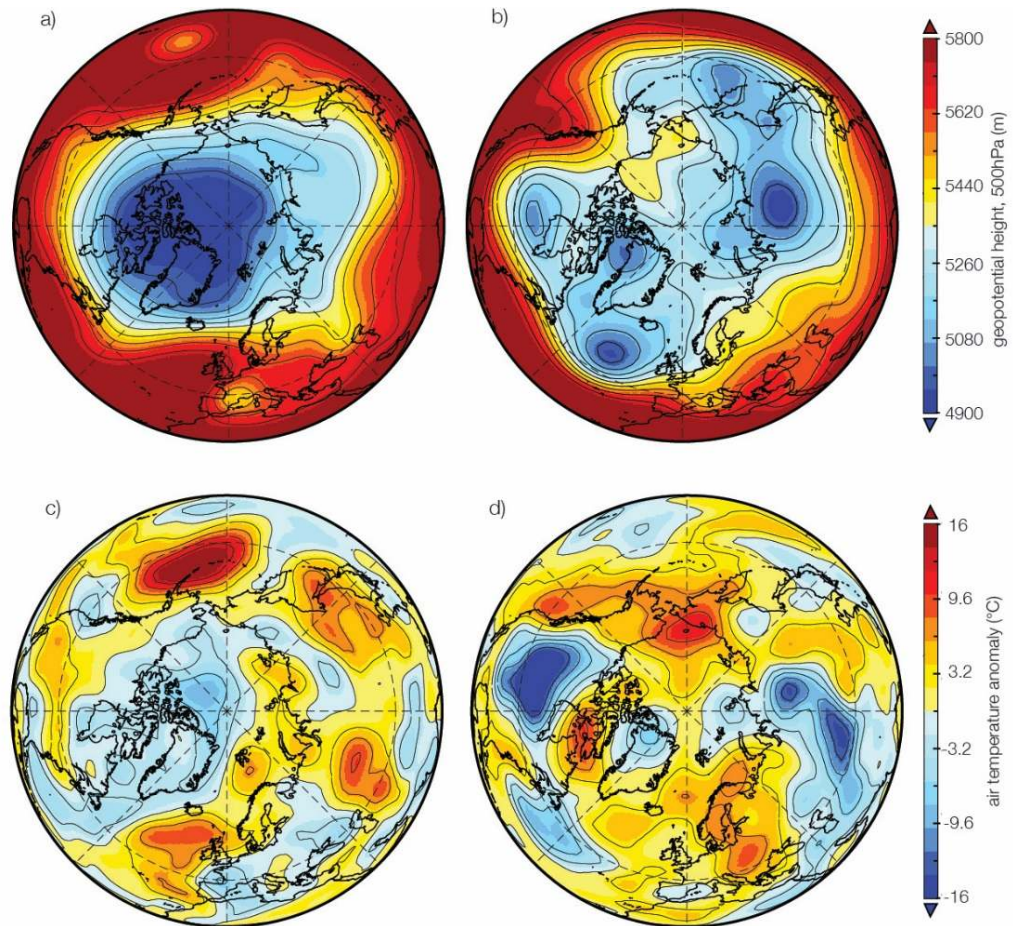 a)
b)
5800
5620
5440
5260
5080
4900
geopotential height, 500hPa (m)
c)
d)
16
9.6
3.2
-3.2
-9.6
-16
air temperature anomaly (°C)